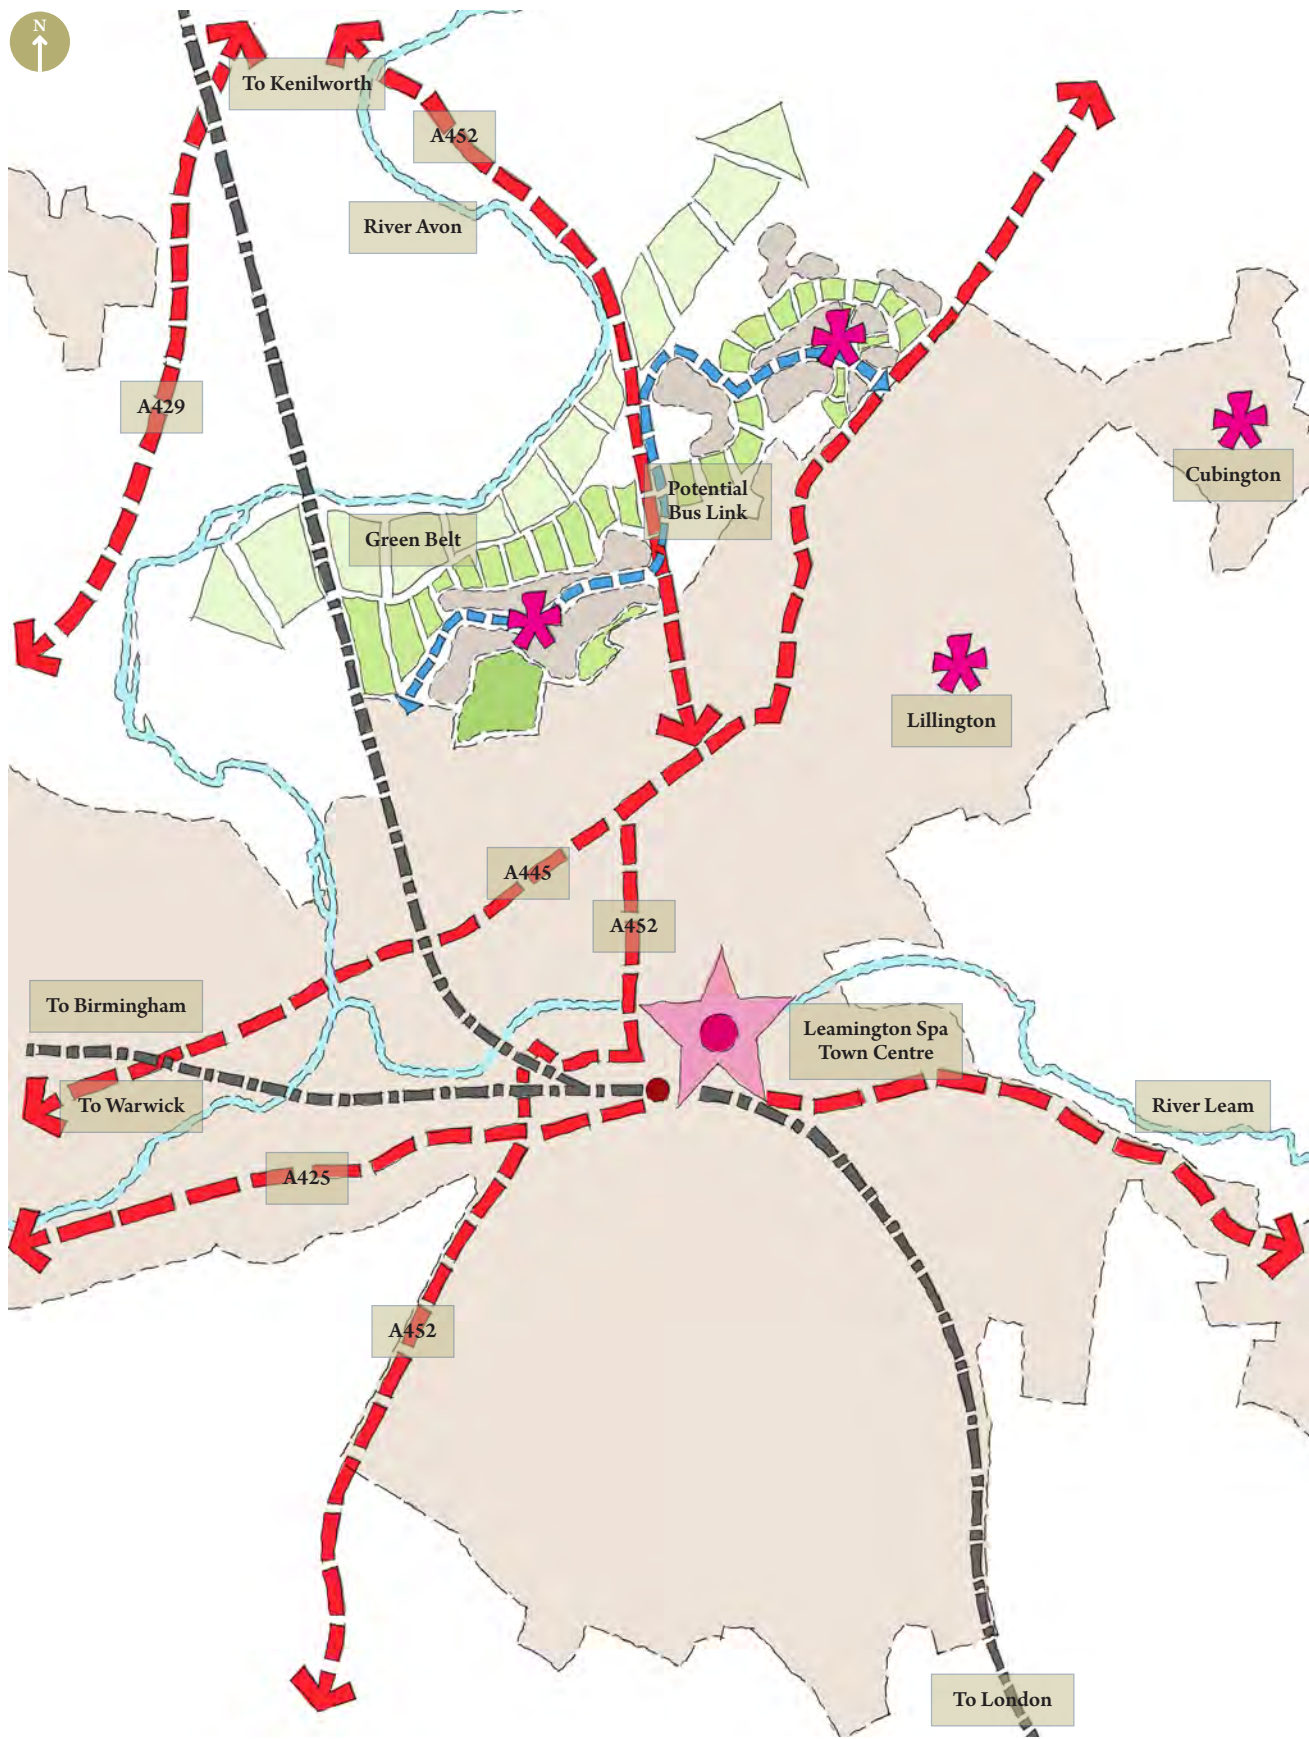 N
To Kenilworth
A452
River Avon
A429
Cubington
Potential
Bus Link
Green Belt
Lillington
A445
A452
To Birmingham
Leamington Spa
Town Centre
To Warwick
River Leam
A425
A452
To London